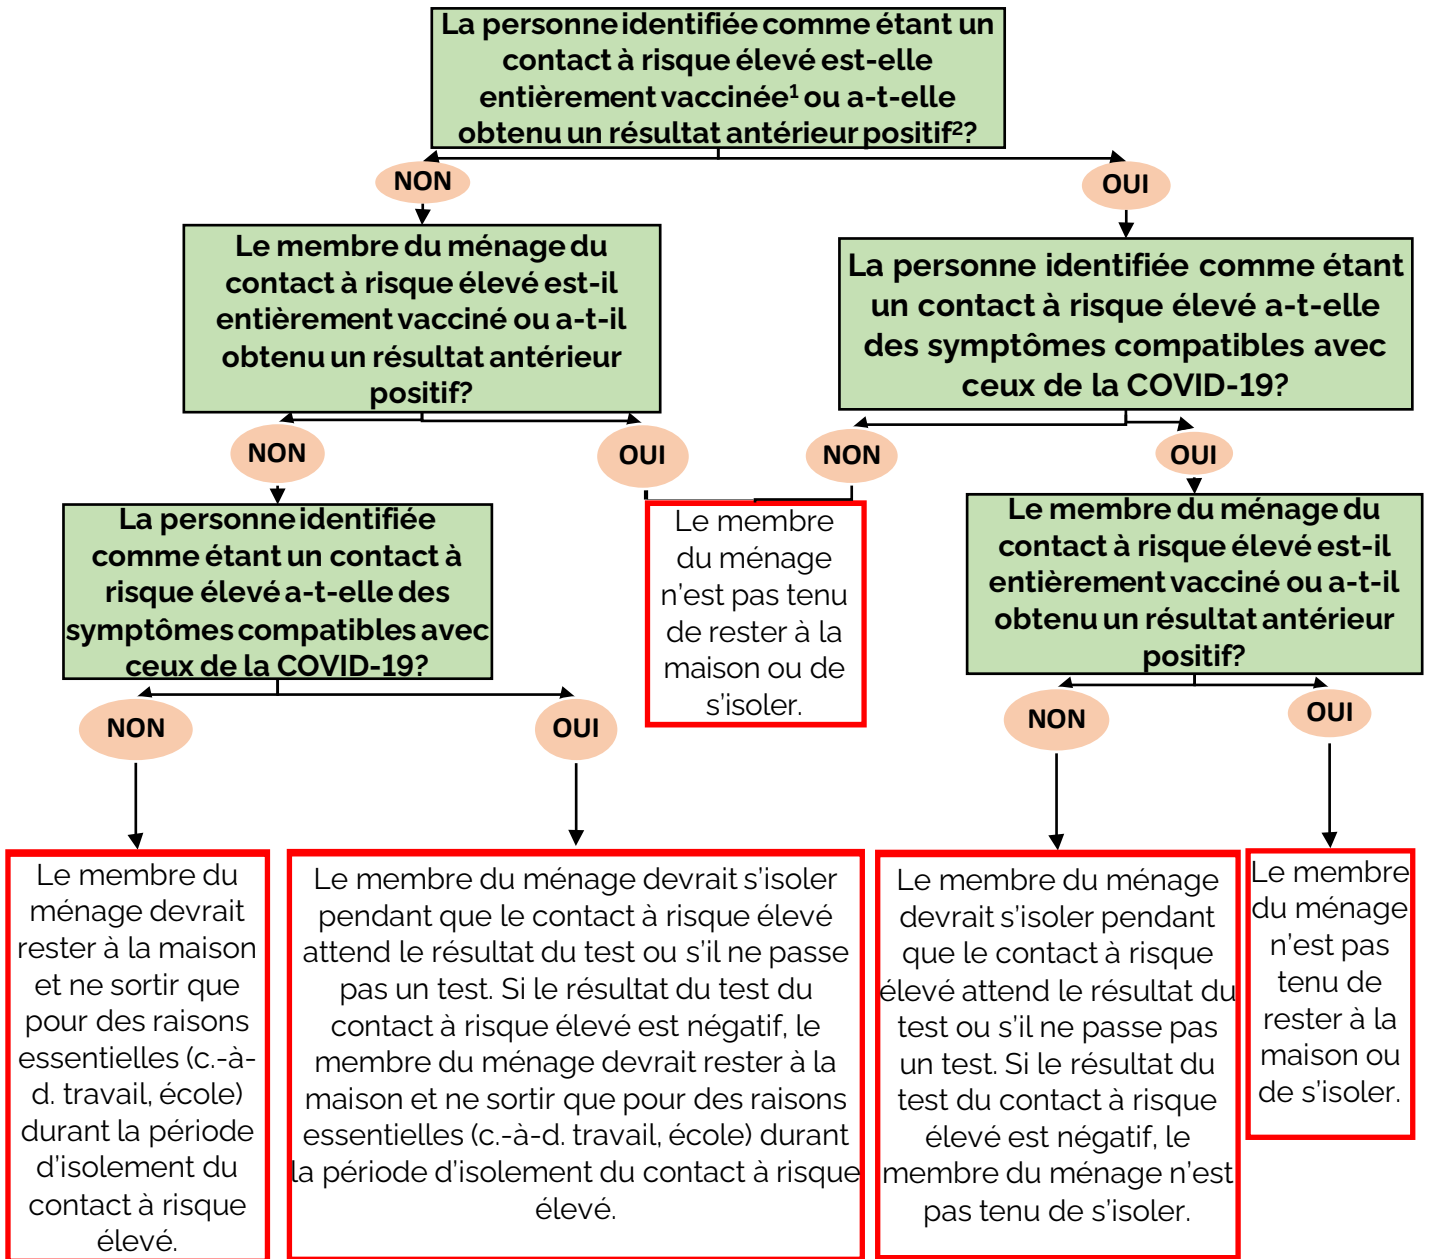 La personne identifiée comme étant un
contact à risque élevé est-elle
entièrement vaccinée¹ ou a-t-elle
obtenu un résultat antérieur positif²?
NON
OUI
Le membre du ménage du
contact à risque élevé est-il
entièrement vacciné ou a-t-il
obtenu un résultat antérieur
positif?
La personne identifiée comme étant
un contact à risque élevé a-t-elle
des symptômes compatibles avec
ceux de la COVID-19?
NON
OUI
NON
OUI
La personne identifiée
comme étant un contact à
risque élevé a-t-elle des
symptômes compatibles avec
ceux de la COVID-19?
Le membre
du ménage
n'est pas tenu
de rester à la
maison ou de
s'isoler.
Le membre du ménage du
contact à risque élevé est-il
entièrement vacciné ou a-t-il
obtenu un résultat antérieur
positif?
NON
OUI
NON
OUI
Le membre du
ménage devrait
rester à la maison
et ne sortir que
pour des raisons
essentielles (c.-à-
d. travail, école)
durant la période
d'isolement du
contact à risque
élevé.
Le membre du ménage devrait s'isoler
pendant que le contact à risque élevé
attend le résultat du test ou s'il ne passe
pas un test. Si le résultat du test du
contact à risque élevé est négatif, le
membre du ménage devrait rester à la
maison et ne sortir que pour des raisons
essentielles (c.-à-d. travail, école) durant
la période d'isolement du contact à risque
élevé.
Le membre du ménage
devrait s'isoler pendant
que le contact à risque
élevé attend le résultat du
test ou s'il ne passe pas
un test. Si le résultat du
test du contact à risque
élevé est négatif, le
membre du ménage n'est
pas tenu de s'isoler.
Le membre
du ménage
n'est pas
tenu de
rester à la
maison ou
de s'isoler.